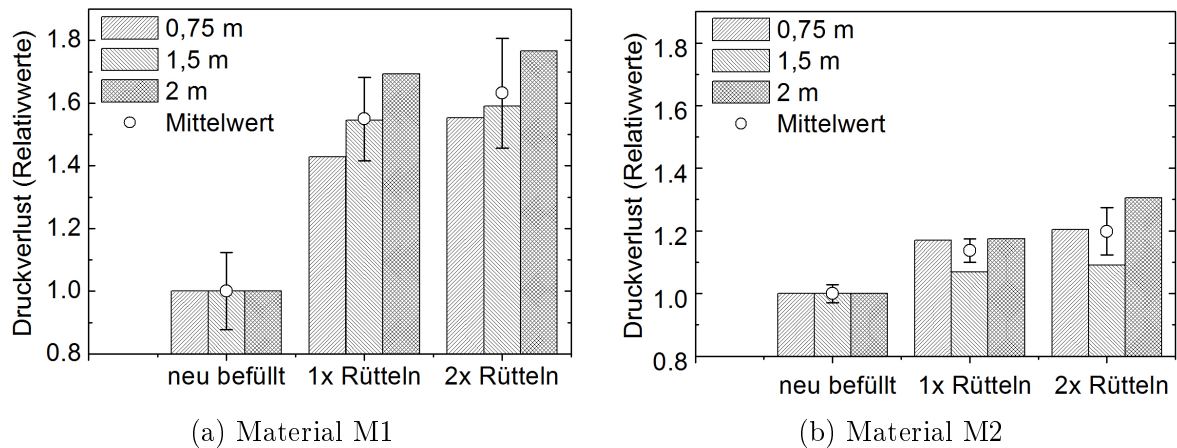 Druckverlust (Relativwerte)
1.8
1.6
1.4
1.2
1.0
0.8
0,75 m
1,5 m
2 m
Mittelwert
neu befüllt
1x Rütteln
2x Rütteln
(a) Material M1
Druckverlust (Relativwerte)
1.8
1.6
1.4
1.2
1.0
0.8
0,75 m
1,5 m
2 m
Mittelwert
neu befüllt
1x Rütteln
2x Rütteln
(b) Material M2